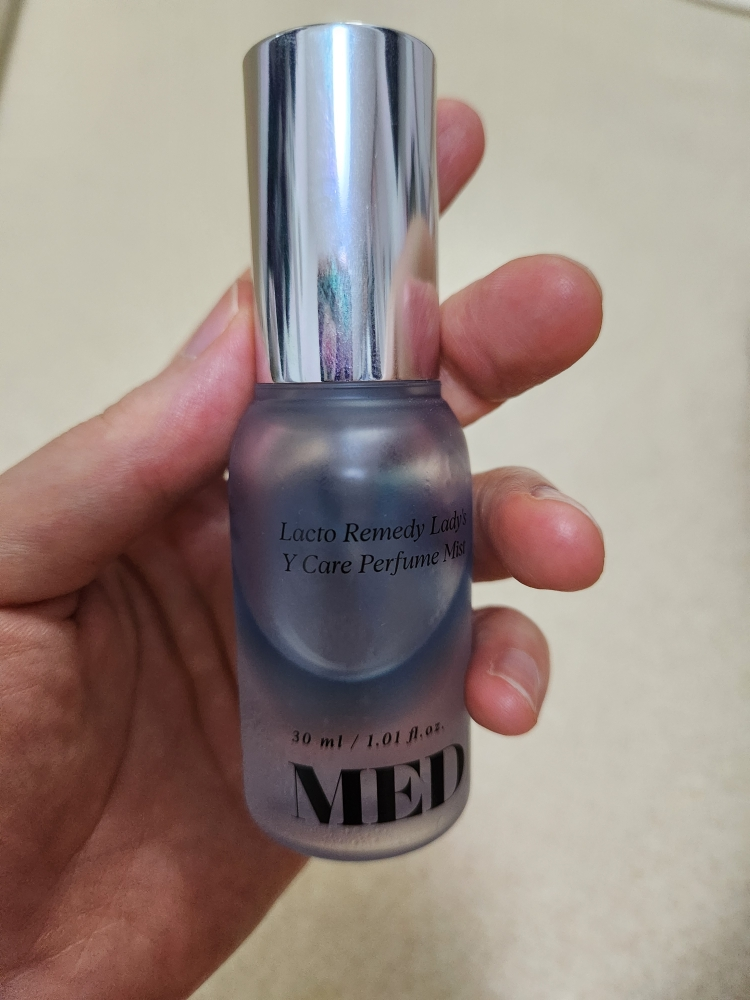 Lacto Remedy Lady's
Y Care Perfume Mist
30 ml / 1.01 fl.oz.
MED